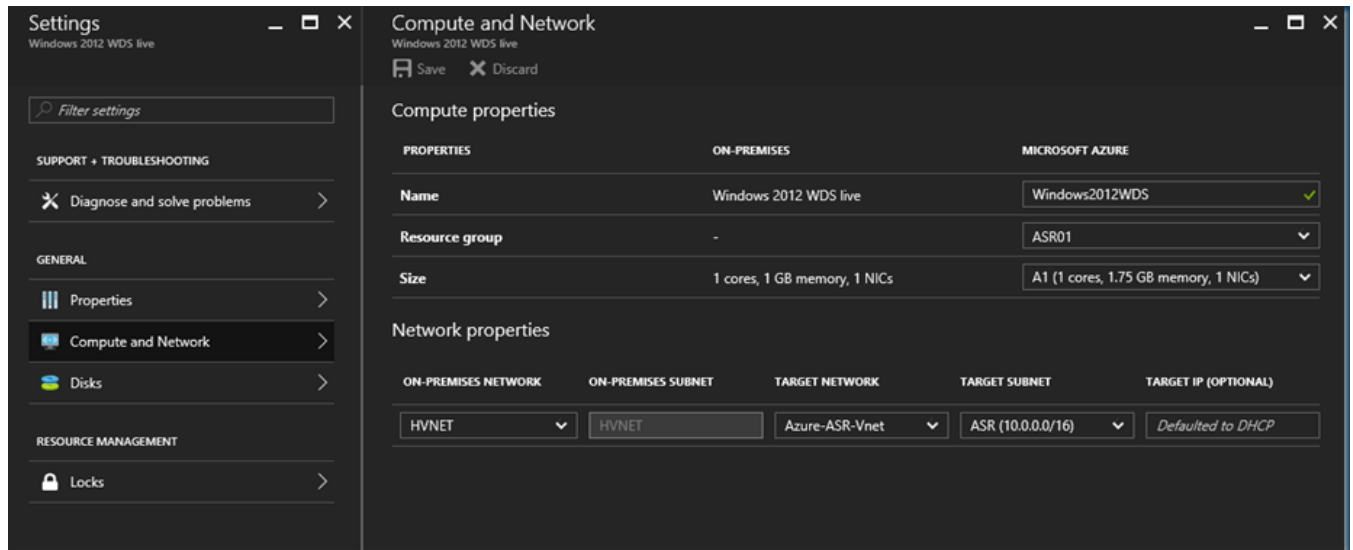 Settings
Windows 2012 WDS live
Filter settings
SUPPORT + TROUBLESHOOTING
Diagnose and solve problems
GENERAL
Properties
Compute and Network
Disks
RESOURCE MANAGEMENT
Locks
Compute and Network
Windows 2012 WDS live
Save Discard
Compute properties
PROPERTIES ON-PREMISES MICROSOFT AZURE
Name Windows 2012 WDS live Windows2012WDS
Resource group - ASR01
Size 1 cores, 1 GB memory, 1 NICs A1 (1 cores, 1.75 GB memory, 1 NICs)
Network properties
ON-PREMISES NETWORK ON-PREMISES SUBNET TARGET NETWORK TARGET SUBNET TARGET IP (OPTIONAL)
HVNET HVNET Azure-ASR-Vnet ASR (10.0.0.0/16) Defaulted to DHCP